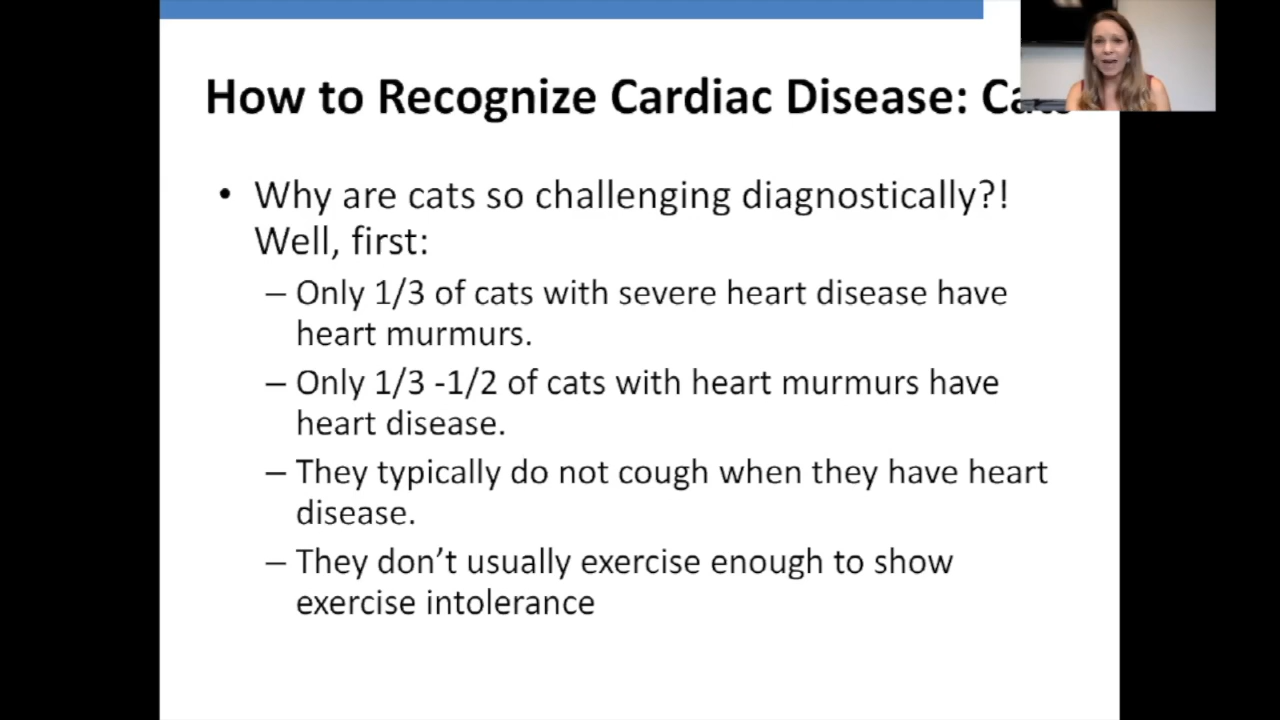 How to Recognize Cardiac Disease: Cats
• Why are cats so challenging diagnostically?!
Well, first:
– Only 1/3 of cats with severe heart disease have
heart murmurs.
– Only 1/3 -1/2 of cats with heart murmurs have
heart disease.
– They typically do not cough when they have heart
disease.
– They don’t usually exercise enough to show
exercise intolerance